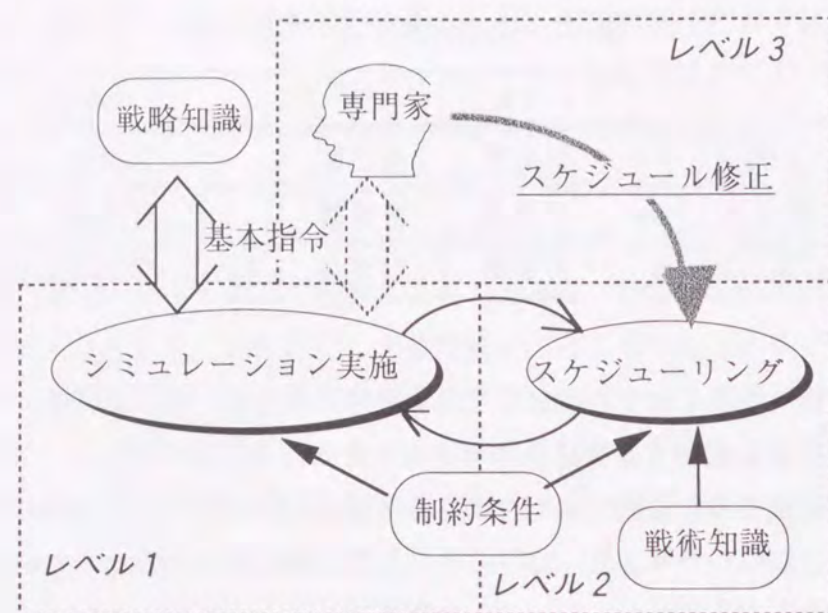 レベル3
戦略知識
専門家
スケジュール修正
基本指令
シミュレーション実施
スケジューリング
制約条件
戦術知識
レベル1
レベル2